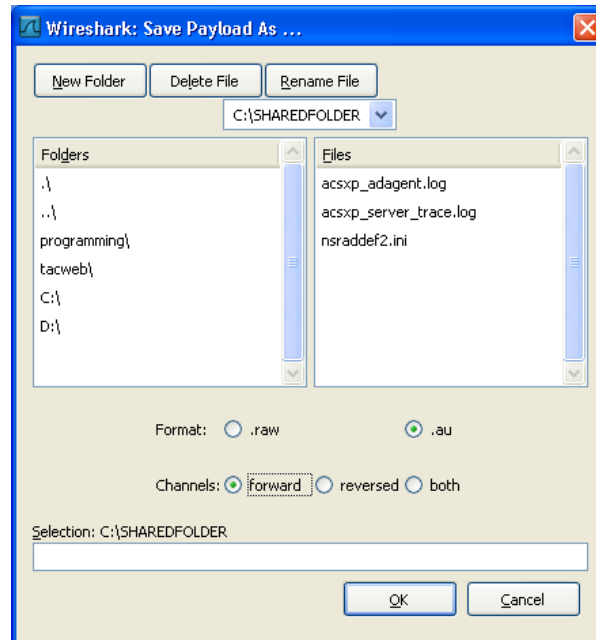 Wireshark: Save Payload As ...
New Folder Delete File Rename File
C:\SHAREDFOLDER
Folders
.\
..\
programming\
tacweb\
C:\
D:\
Files
acsxp_adagent.log
acsxp_server_trace.log
nsraddef2.ini
Format: .raw .au
Channels: forward reversed both
Selection: C:\SHAREDFOLDER
OK Cancel